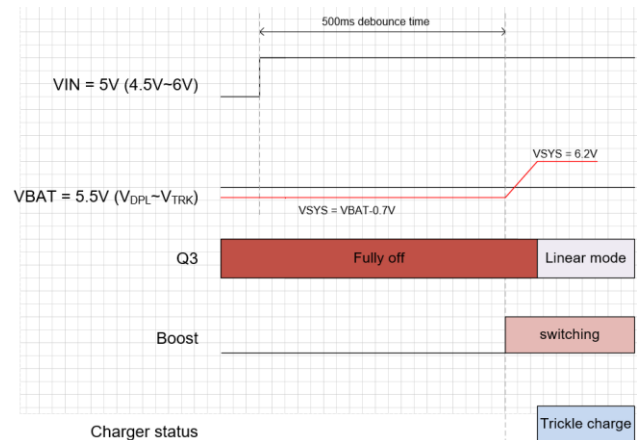 500ms debounce time
VIN = 5V (4.5V~6V)
VSYS = 6.2V
VBAT = 5.5V (VDPL~VTRK)
VSYS = VBAT-0.7V
Q3
Fully off
Linear mode
Boost
switching
Trickle charge
Charger status